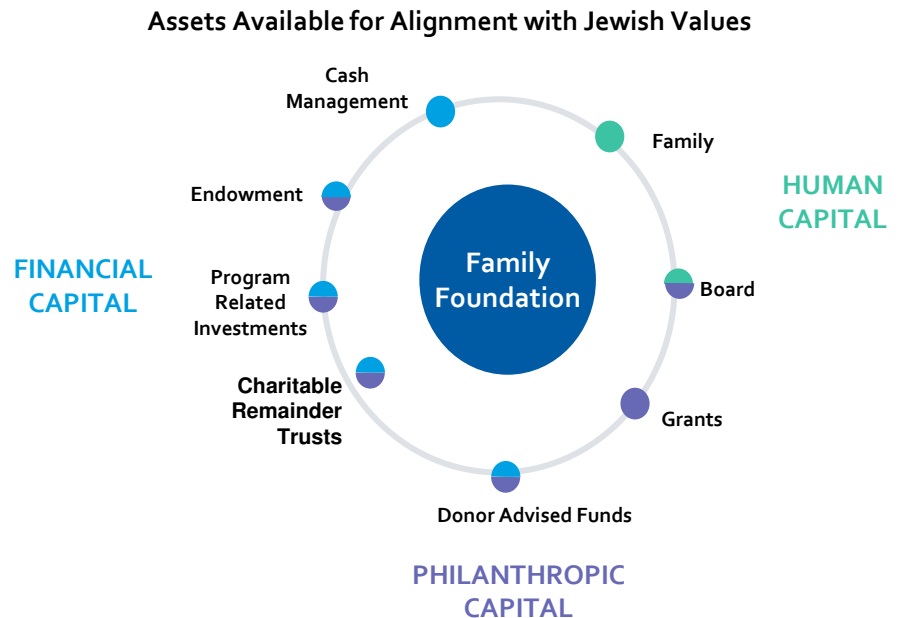 Assets Available for Alignment with Jewish Values
Cash
Management
Family
Endowment
HUMAN
CAPITAL
FINANCIAL
CAPITAL
Program
Related
Investments
Family
Foundation
Board
Charitable
Remainder
Trusts
Grants
Donor Advised Funds
PHILANTHROPIC
CAPITAL